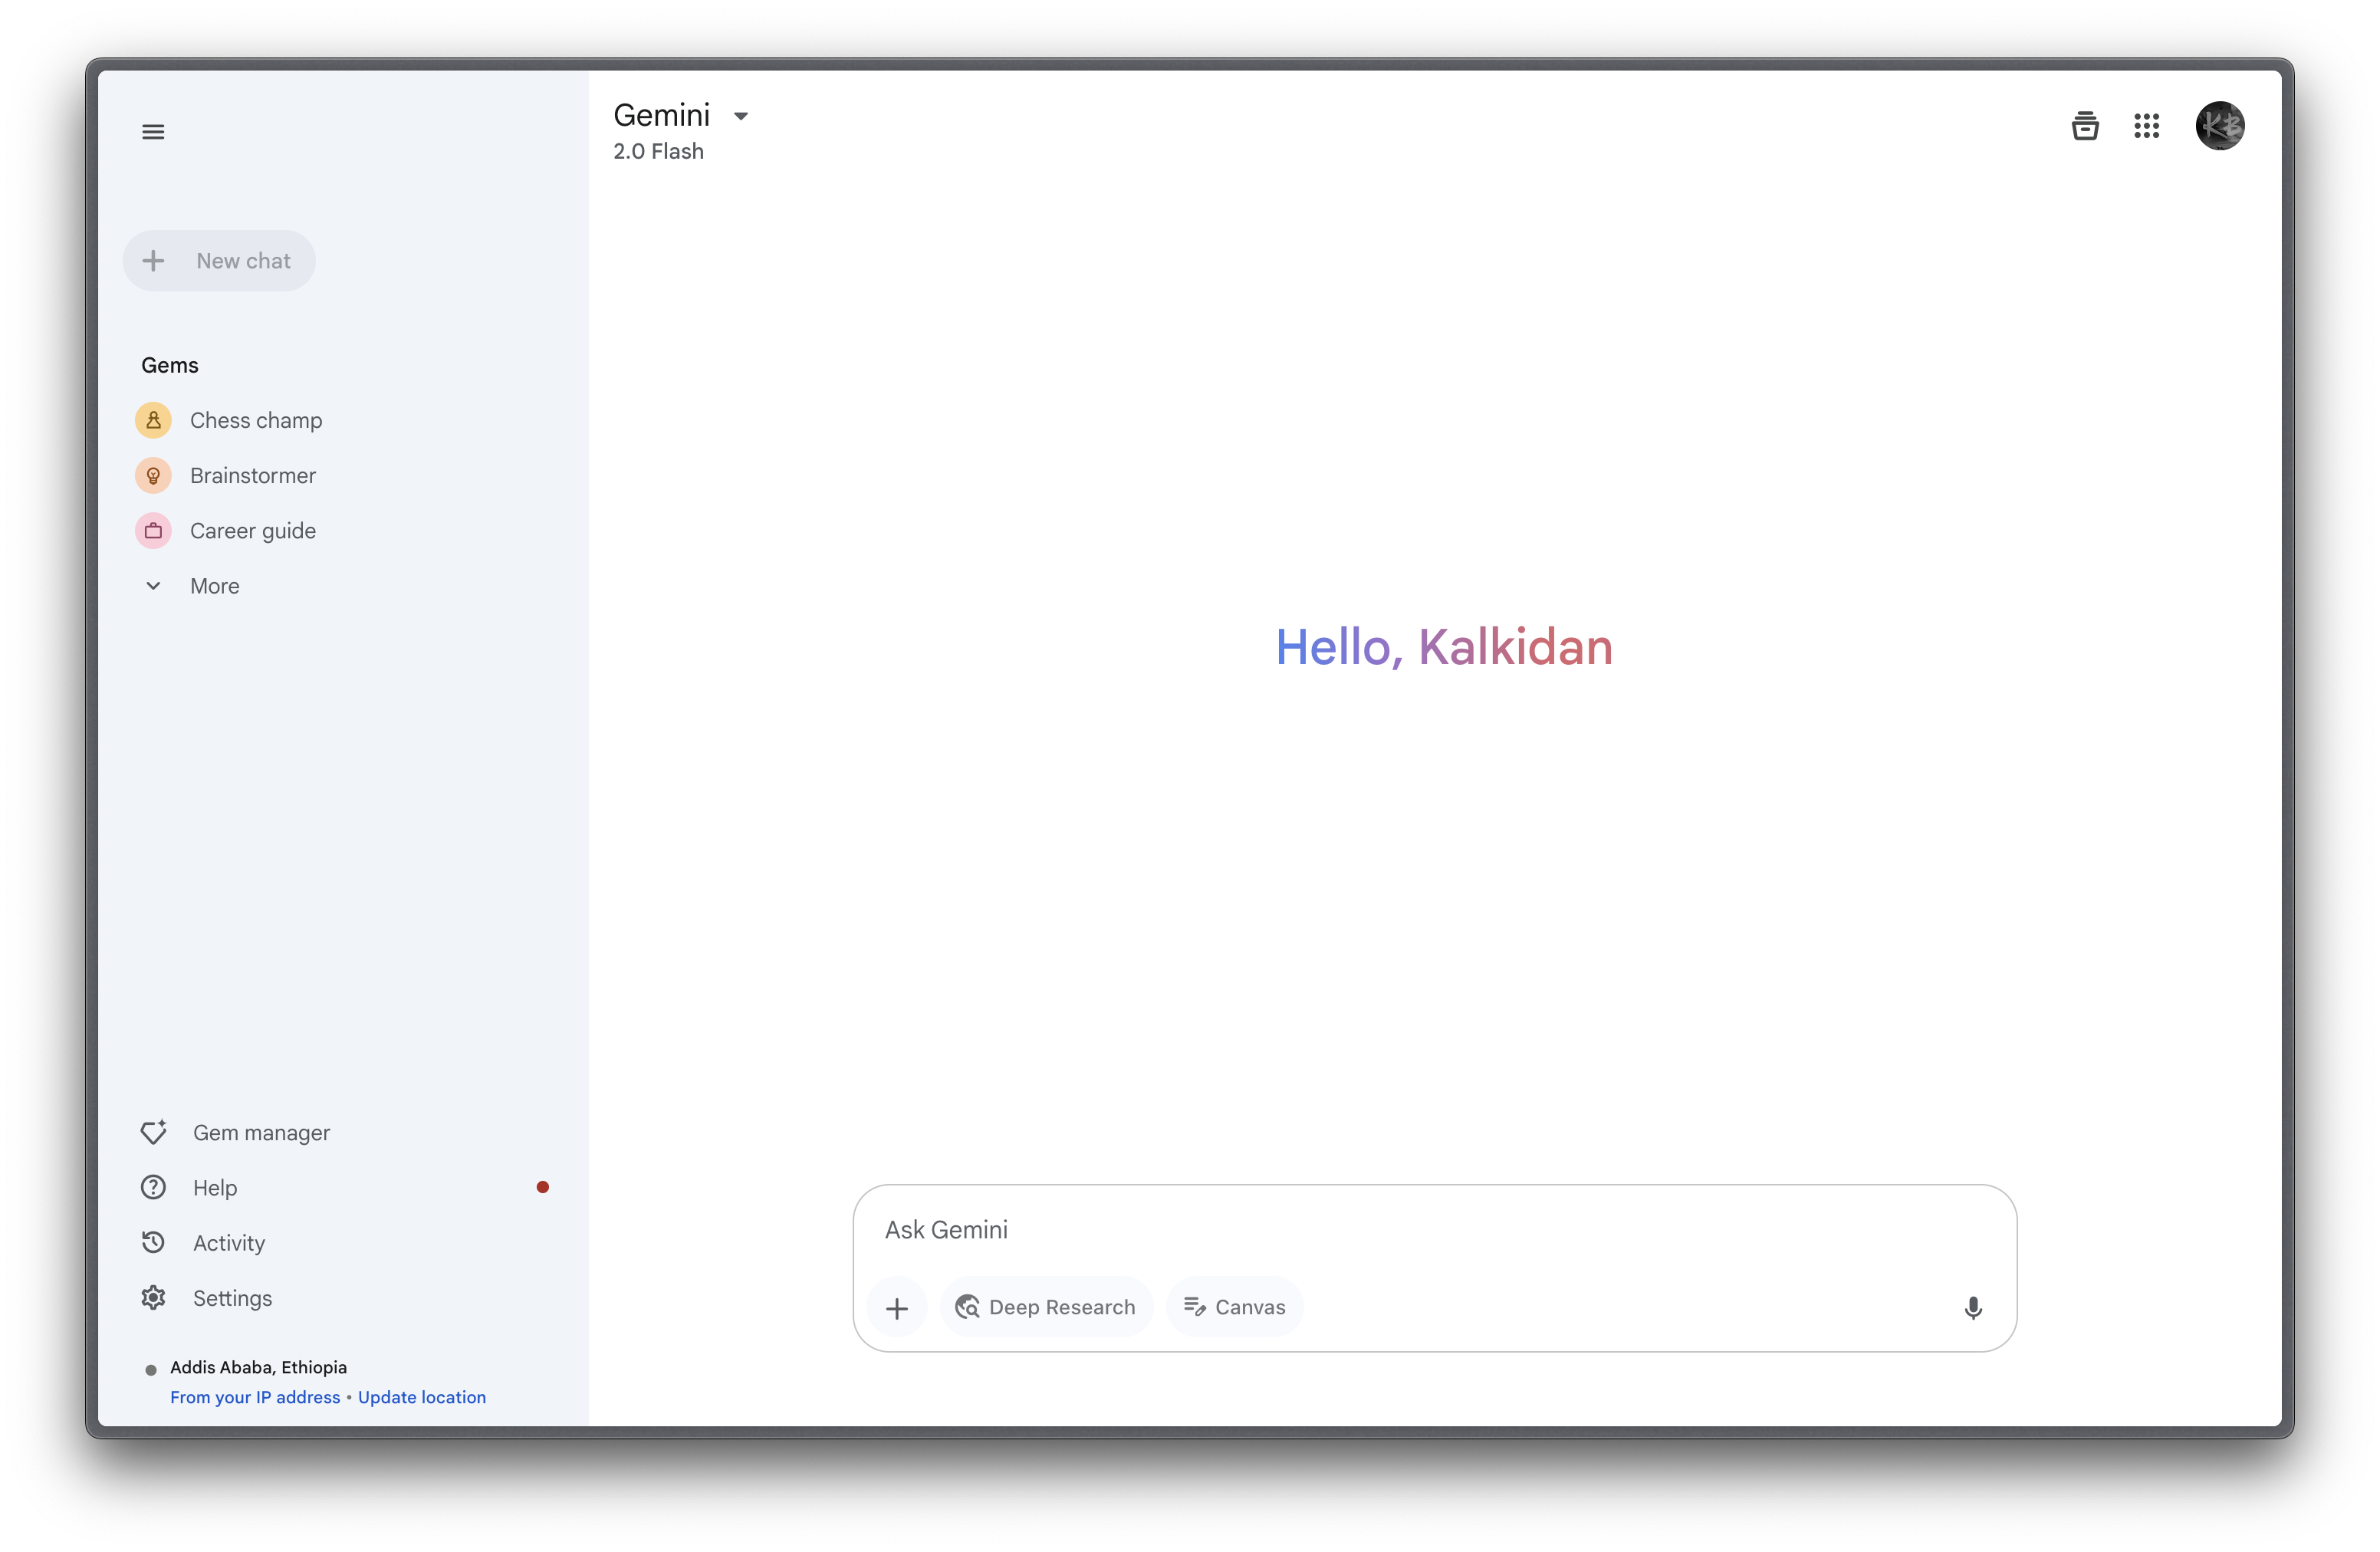 Gemini
2.0 Flash
KB
New chat
Gems
Chess champ
Brainstormer
Career guide
More
Hello, Kalkidan
Gem manager
Help
Activity
Settings
Addis Ababa, Ethiopia
From your IP address • Update location
Ask Gemini
Deep Research
Canvas